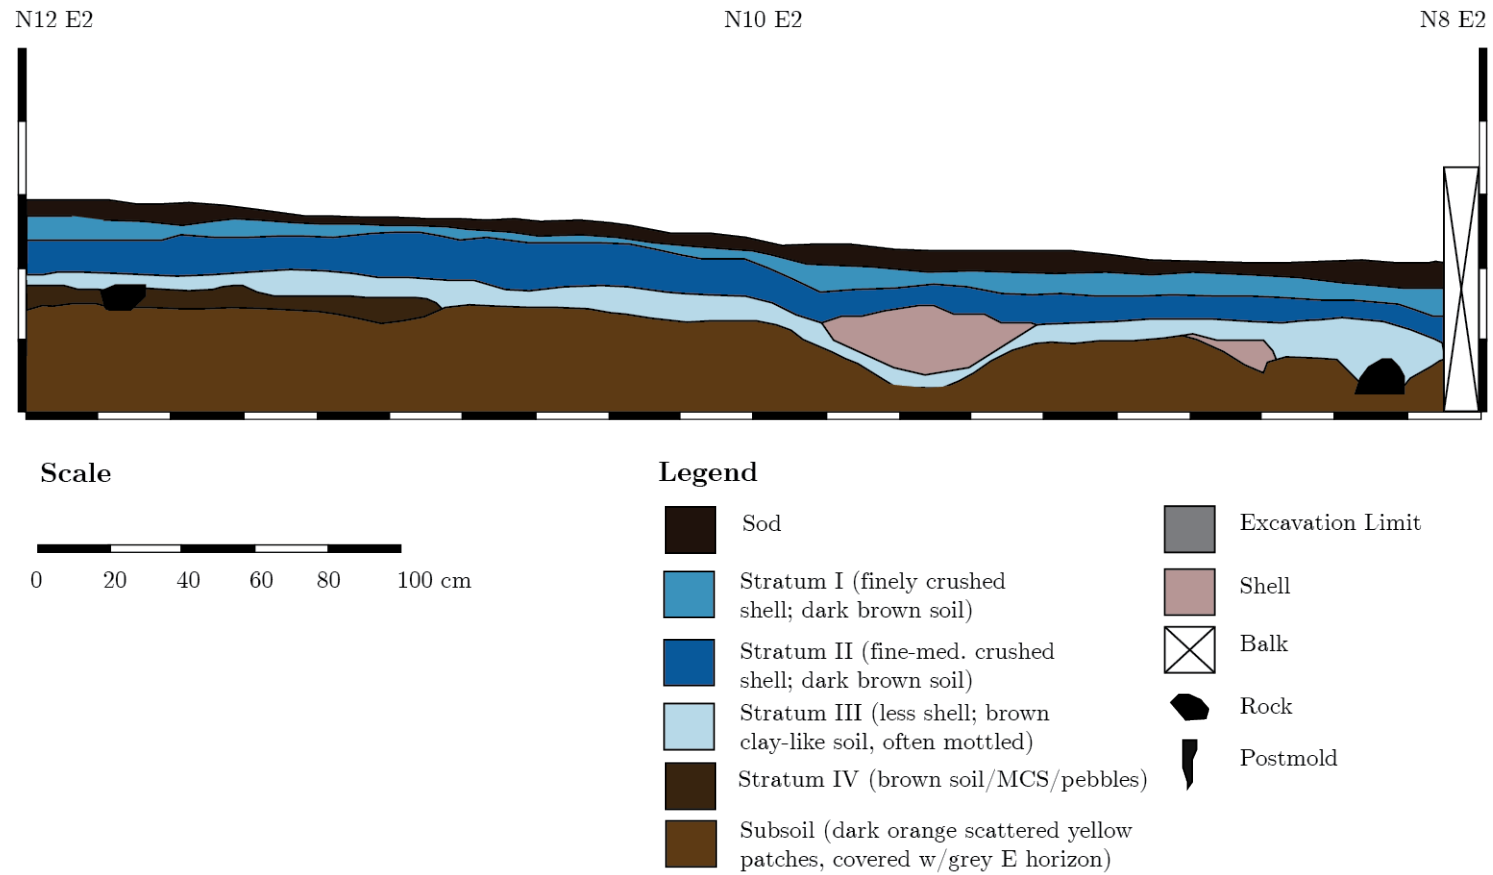 N12 E2
N10 E2
N8 E2
Scale
0 20 40 60 80 100 cm
Legend
Sod
Stratum I (finely crushed
shell; dark brown soil)
Stratum II (fine-med. crushed
shell; dark brown soil)
Stratum III (less shell; brown
clay-like soil, often mottled)
Stratum IV (brown soil/MCS/pebbles)
Subsoil (dark orange scattered yellow
patches, covered w/grey E horizon)
Excavation Limit
Shell
Balk
Rock
Postmold